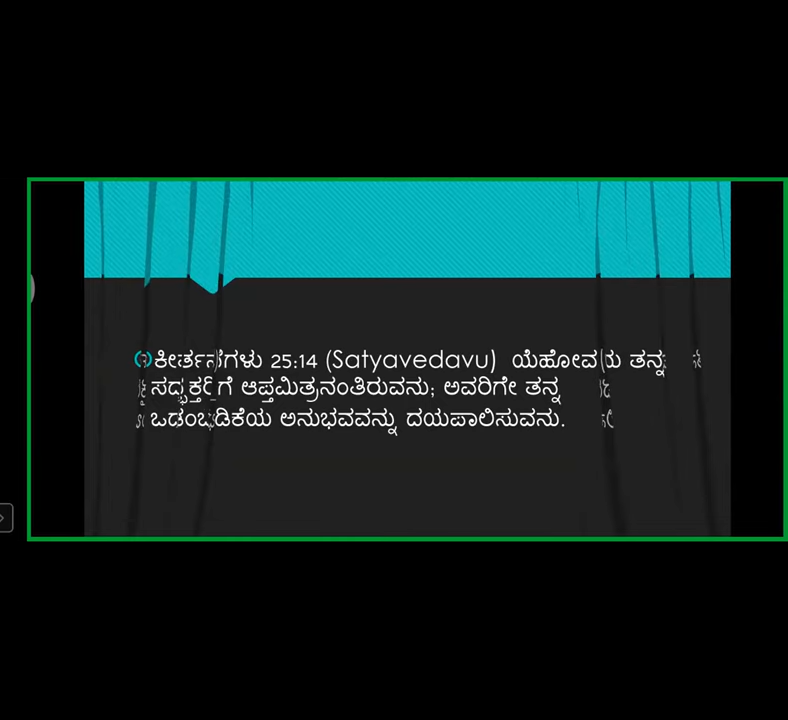 ಕೀರ್ತನೆಗಳು 25:14 (Satyavedavu) ಯೆಹೋವನು ತನ್ನ
ಸದ್ಭಕ್ತರಿಗೆ ಆಪ್ತಮಿತ್ರನಂತಿರುವನು; ಅವರಿಗೇ ತನ್ನ
ಒಡಂಬಡಿಕೆಯ ಅನುಭವವನ್ನು ದಯಪಾಲಿಸುವನು.